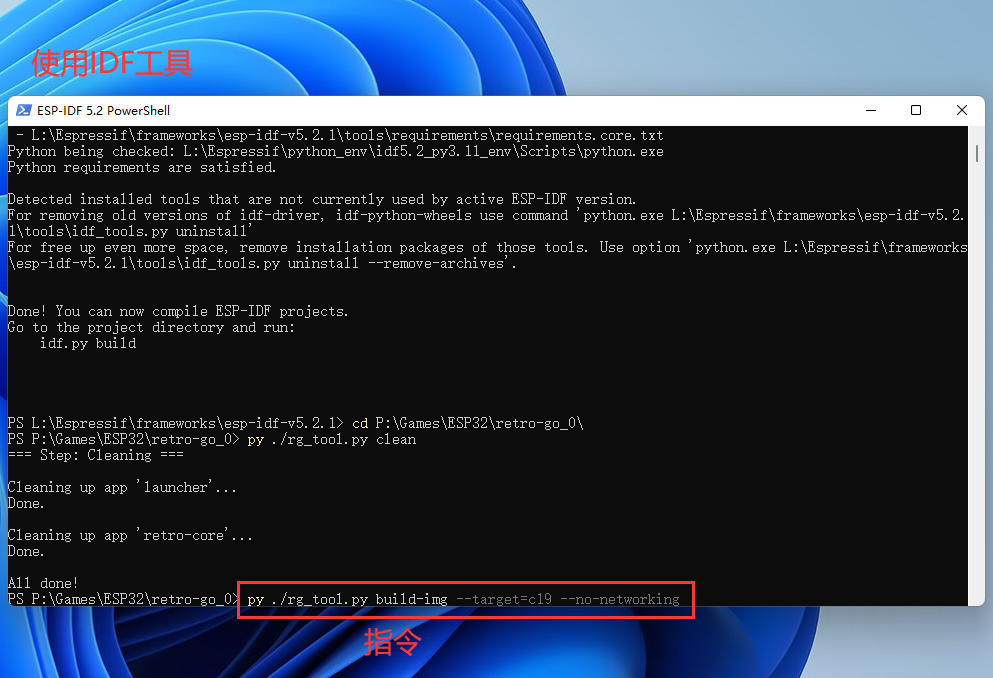 使用IDF工具
ESP-IDF 5.2 PowerShell
- L:\Espressif\frameworks\esp-idf-v5.2.1\tools\requirements\requirements.core.txt
Python being checked: L:\Espressif\python_env\idf5.2_py3.11_env\Scripts\python.exe
Python requirements are satisfied.
Detected installed tools that are not currently used by active ESP-IDF version.
For removing old versions of idf-driver, idf-python-wheels use command 'python.exe L:\Espressif\frameworks\esp-idf-v5.2.
1\tools\idf_tools.py uninstall'
For free up even more space, remove installation packages of those tools. Use option 'python.exe L:\Espressif\frameworks
\esp-idf-v5.2.1\tools\idf_tools.py uninstall --remove-archives'.
Done! You can now compile ESP-IDF projects.
Go to the project directory and run:
idf.py build
PS L:\Espressif\frameworks\esp-idf-v5.2.1> cd P:\Games\ESP32\retro-go_0\
PS P:\Games\ESP32\retro-go_0> py ./rg_tool.py clean
=== Step: Cleaning ===
Cleaning up app 'launcher'...
Done.
Cleaning up app 'retro-core'...
Done.
All done!
PS P:\Games\ESP32\retro-go_0> py ./rg_tool.py build-img --target=c19 --no-networking
指令